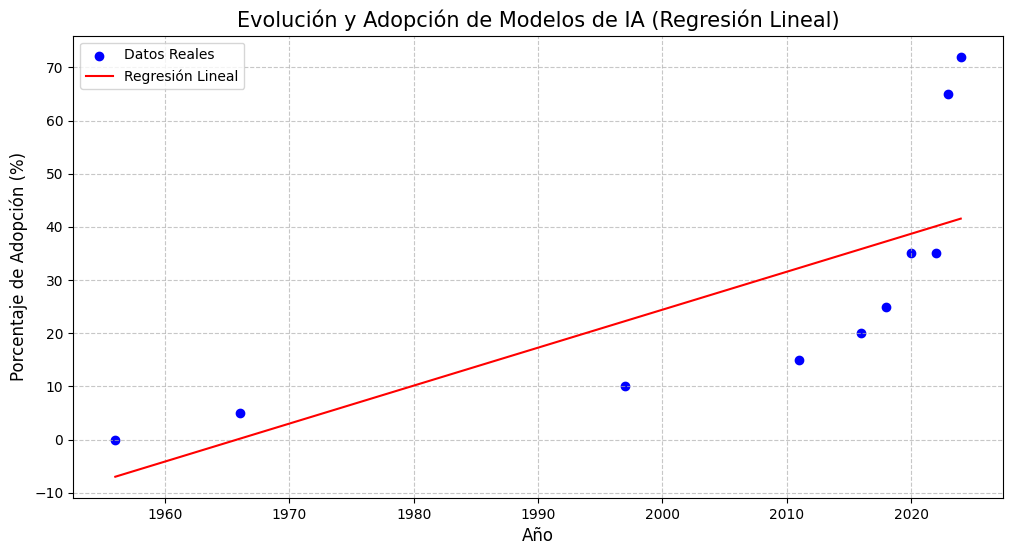 Evolución y Adopción de Modelos de IA (Regresión Lineal)
Datos Reales
Regresión Lineal
Porcentaje de Adopción (%)
70
60
50
40
30
20
10
0
−10
1960 1970 1980 1990 2000 2010 2020
Año